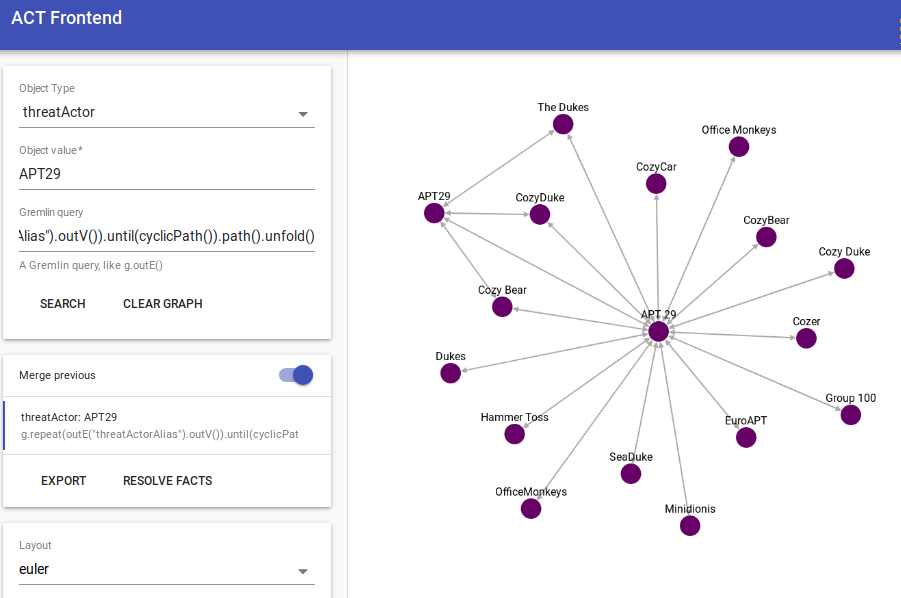 ACT Frontend
Object Type
threatActor
Object value *
APT29
Gremlin query
Alias").outV()).until(cyclicPath()).path().unfold()
A Gremlin query, like g.outE()
SEARCH
CLEAR GRAPH
Merge previous
threatActor: APT29
g.repeat(outE("threatActorAlias").outV()).until(cyclicPat
EXPORT
RESOLVE FACTS
Layout
euler
The Dukes
Office Monkeys
CozyCar
APT29
CozyDuke
CozyBear
Cozy Duke
Cozy Bear
APT 29
Cozer
Dukes
Group 100
Hammer Toss
EuroAPT
SeaDuke
OfficeMonkeys
Minidionis